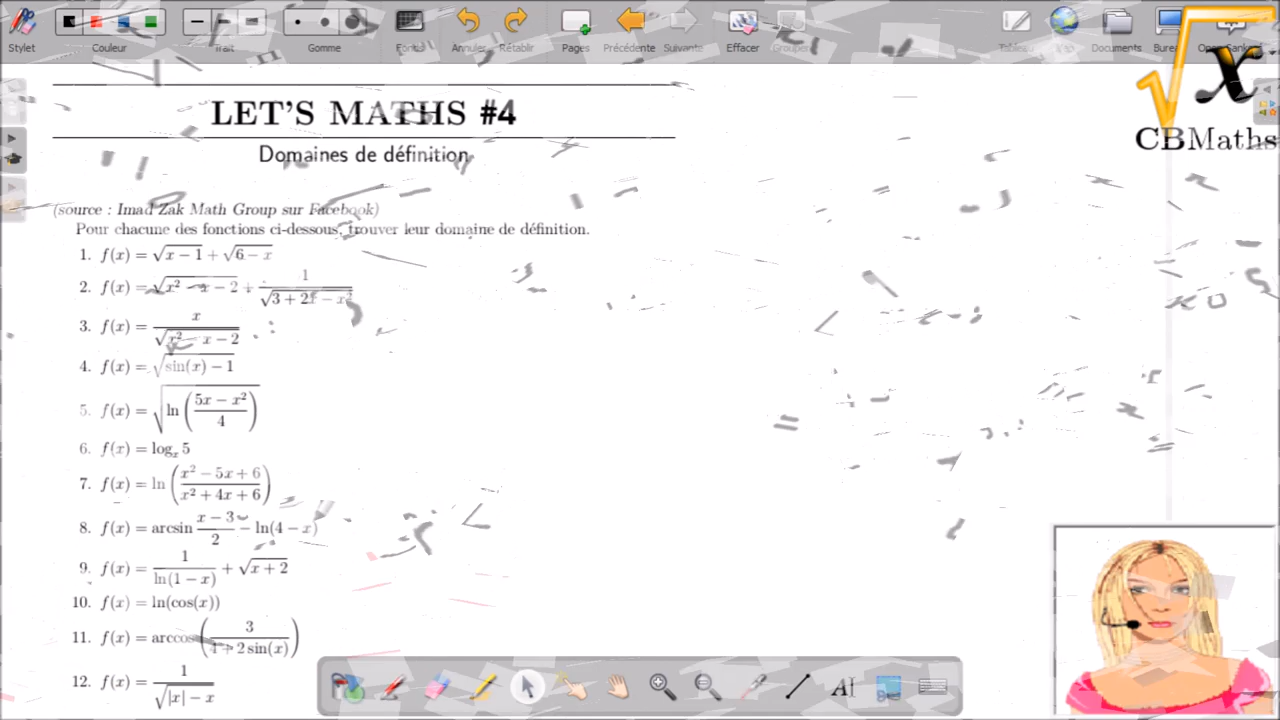 Stylet Couleur Trait Gomme Annuler Rétablir Pages Précédente Suivante Effacer Documents
x
CBMaths
LET'S MATHS #4
Domaines de définition
(source : Imad Zak Math Group sur Facebook)
Pour chacune des fonctions ci-dessous, trouver leur domaine de définition.
1. f(x) = √(x − 1) + √(6 − x)
2. f(x) = √(x² − x − 2) + 1/√(3 + 2x − x²)
3. f(x) = x/√(x² x − 2)
4. f(x) = √(sin(x) − 1)
5. f(x) = √(ln((5x − x²)/4))
6. f(x) = logₓ 5
7. f(x) = ln((x² − 5x + 6)/(x² + 4x + 6))
8. f(x) = arcsin (x − 3)/2 − ln(4 − x)
9. f(x) = 1/ln(1 − x) + √(x + 2)
10. f(x) = ln(cos(x))
11. f(x) = arccos(3/(4 + 2 sin(x)))
12. f(x) = 1/√(|x| − x)